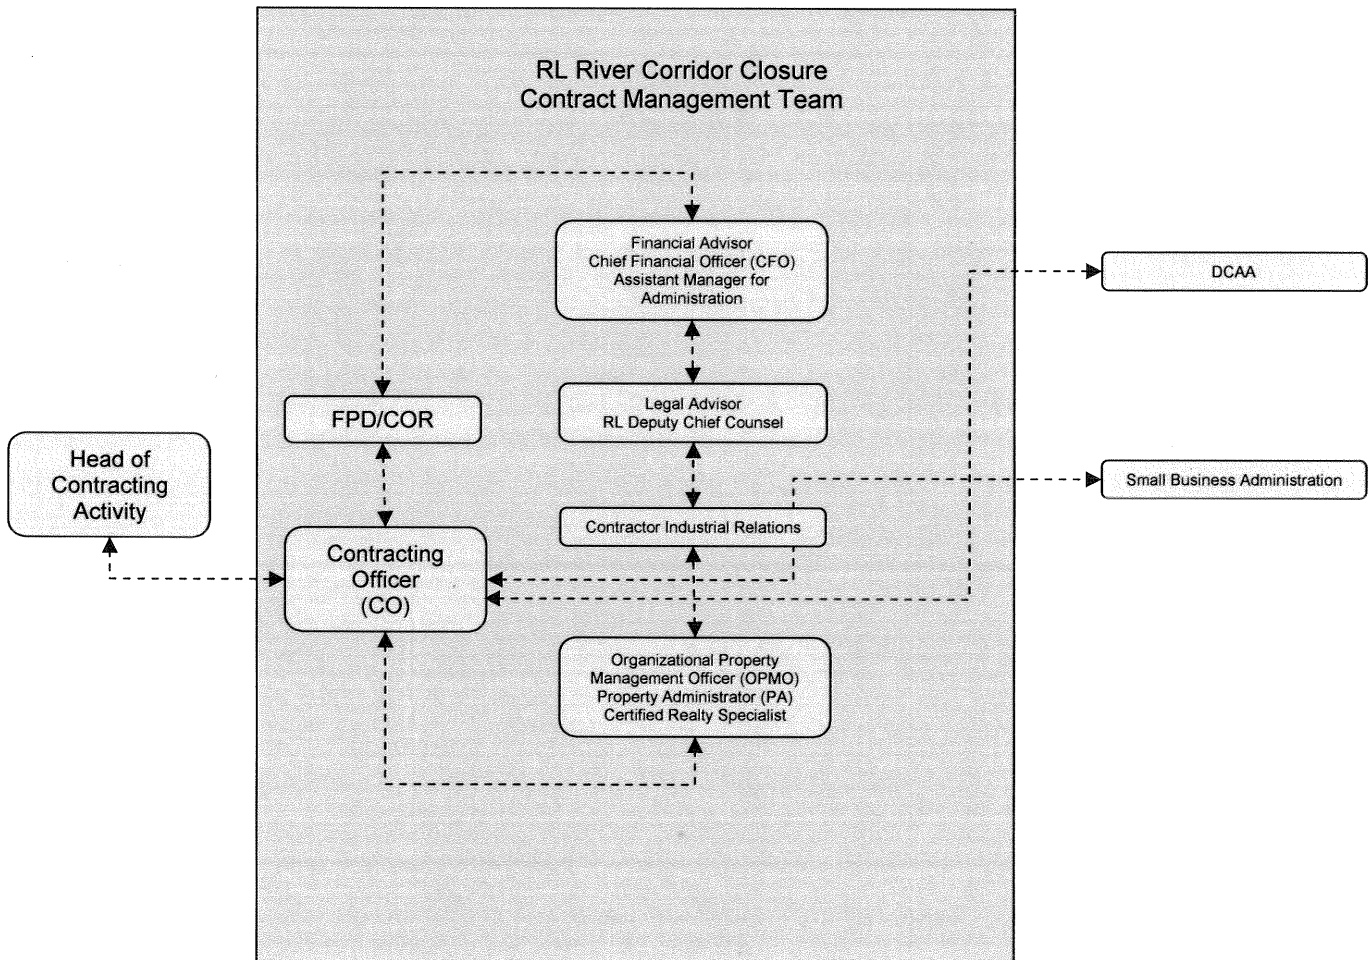 RL River Corridor Closure
Contract Management Team
Financial Advisor
Chief Financial Officer (CFO)
Assistant Manager for
Administration
DCAA
FPD/COR
Legal Advisor
RL Deputy Chief Counsel
Head of
Contracting
Activity
Small Business Administration
Contractor Industrial Relations
Contracting
Officer
(CO)
Organizational Property
Management Officer (OPMO)
Property Administrator (PA)
Certified Realty Specialist